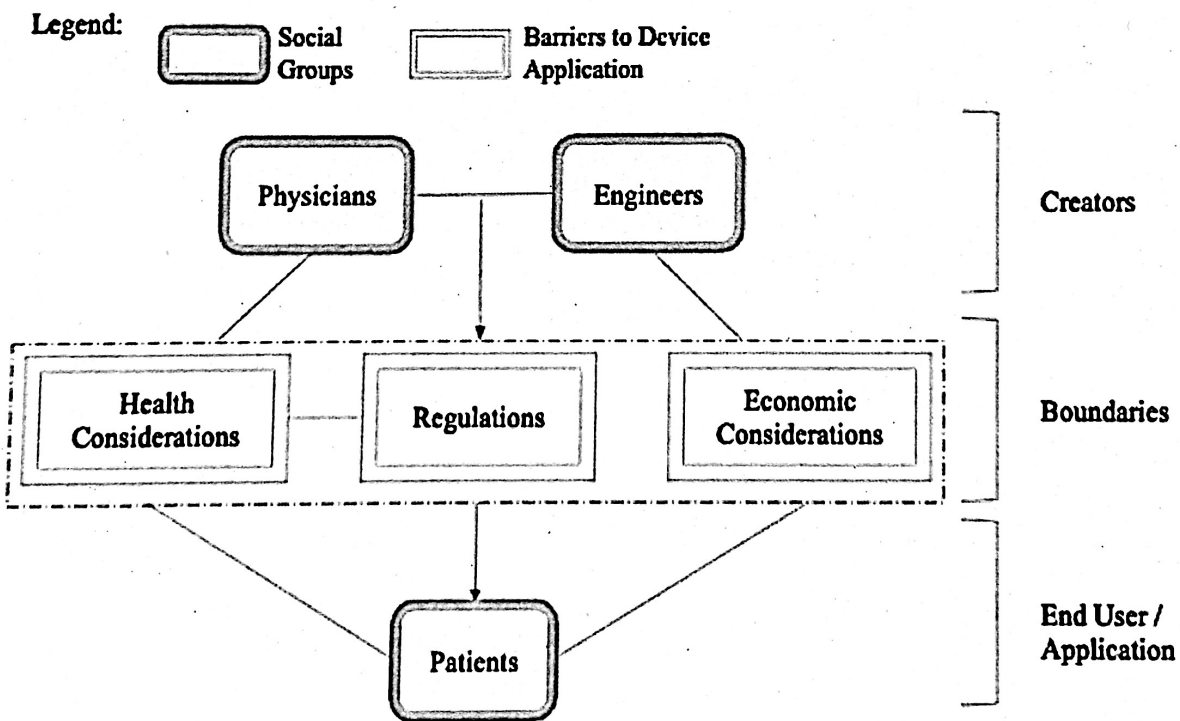 Legend:
Social
Groups
Barriers to Device
Application
Physicians
Engineers
Creators
Health
Considerations
Regulations
Economic
Considerations
Boundaries
Patients
End User /
Application